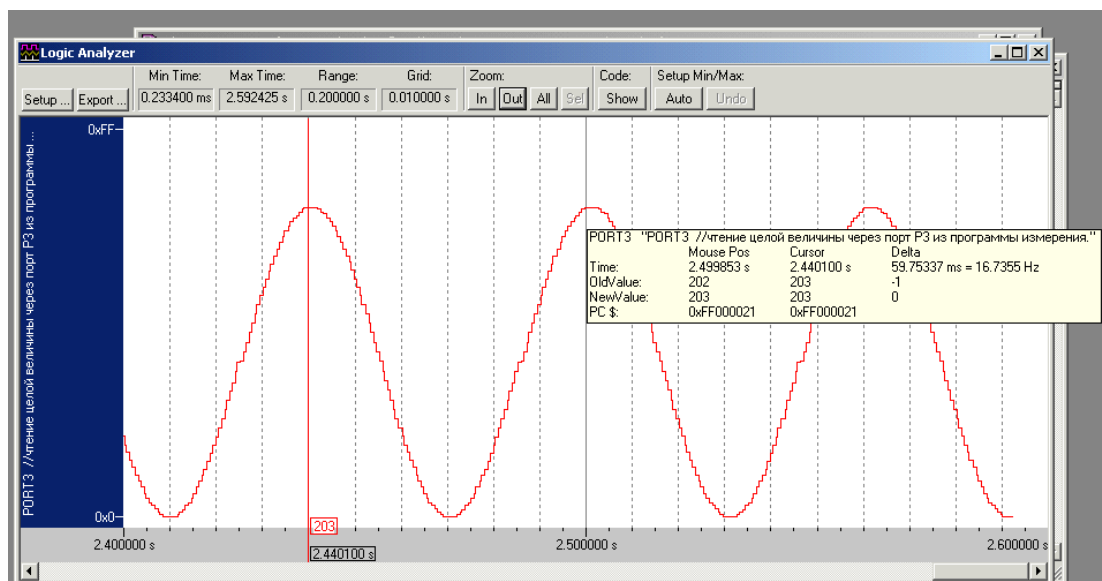 Logic Analyzer
Min Time: Max Time: Range: Grid: Zoom: Code: Setup Min/Max:
Setup ... Export ... 0.233400 ms 2.592425 s 0.200000 s 0.010000 s In Out All Sel Show Auto Undo
PORT3 //чтение целой величины через порт P3 из программы ...
0xFF
PORT3 "PORT3 //чтение целой величины через порт P3 из программы измерения."
Mouse Pos Cursor Delta
Time: 2.499853 s 2.440100 s 59.75337 ms = 16.7355 Hz
OldValue: 202 203 -1
NewValue: 203 203 0
PC $: 0xFF000021 0xFF000021
0x0
203
2.400000 s 2.440100 s 2.500000 s 2.600000 s